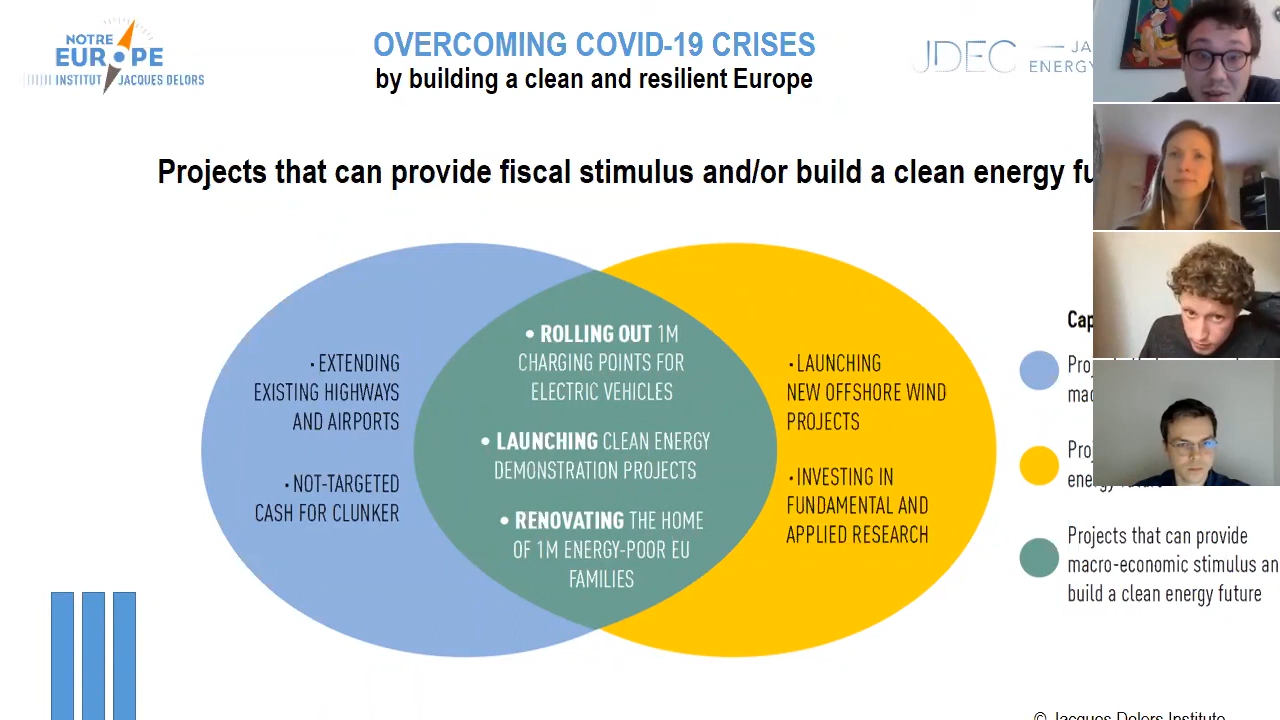 NOTRE
EUROPE
INSTITUT JACQUES DELORS
OVERCOMING COVID-19 CRISES
by building a clean and resilient Europe
JDEC
ENERGY
Projects that can provide fiscal stimulus and/or build a clean energy
• EXTENDING
EXISTING HIGHWAYS
AND AIRPORTS
• NOT-TARGETED
CASH FOR CLUNKER
• ROLLING OUT 1M
CHARGING POINTS FOR
ELECTRIC VEHICLES
• LAUNCHING CLEAN ENERGY
DEMONSTRATION PROJECTS
• RENOVATING THE HOME
OF 1M ENERGY-POOR EU
FAMILIES
• LAUNCHING
NEW OFFSHORE WIND
PROJECTS
• INVESTING IN
FUNDAMENTAL AND
APPLIED RESEARCH
Projects that can provide
macro-economic stimulus an
build a clean energy future
© Jacques Delors Institute